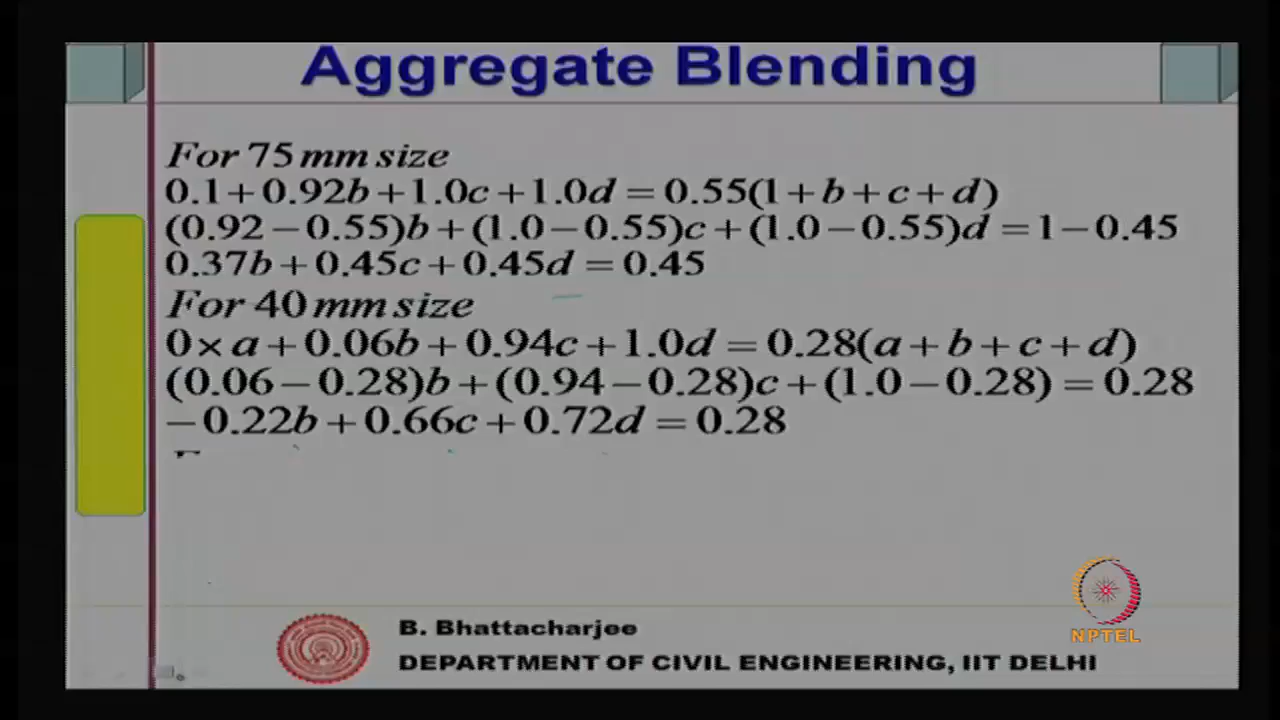 Aggregate Blending
For 75 mm size
0.1 + 0.92b + 1.0c + 1.0d = 0.55(1 + b + c + d)
(0.92 − 0.55)b + (1.0 − 0.55)c + (1.0 − 0.55)d = 1 − 0.45
0.37b + 0.45c + 0.45d = 0.45
For 40 mm size
0 × a + 0.06b + 0.94c + 1.0d = 0.28(a + b + c + d)
(0.06 − 0.28)b + (0.94 − 0.28)c + (1.0 − 0.28) = 0.28
−0.22b + 0.66c + 0.72d = 0.28
B. Bhattacharjee
DEPARTMENT OF CIVIL ENGINEERING, IIT DELHI
NPTEL